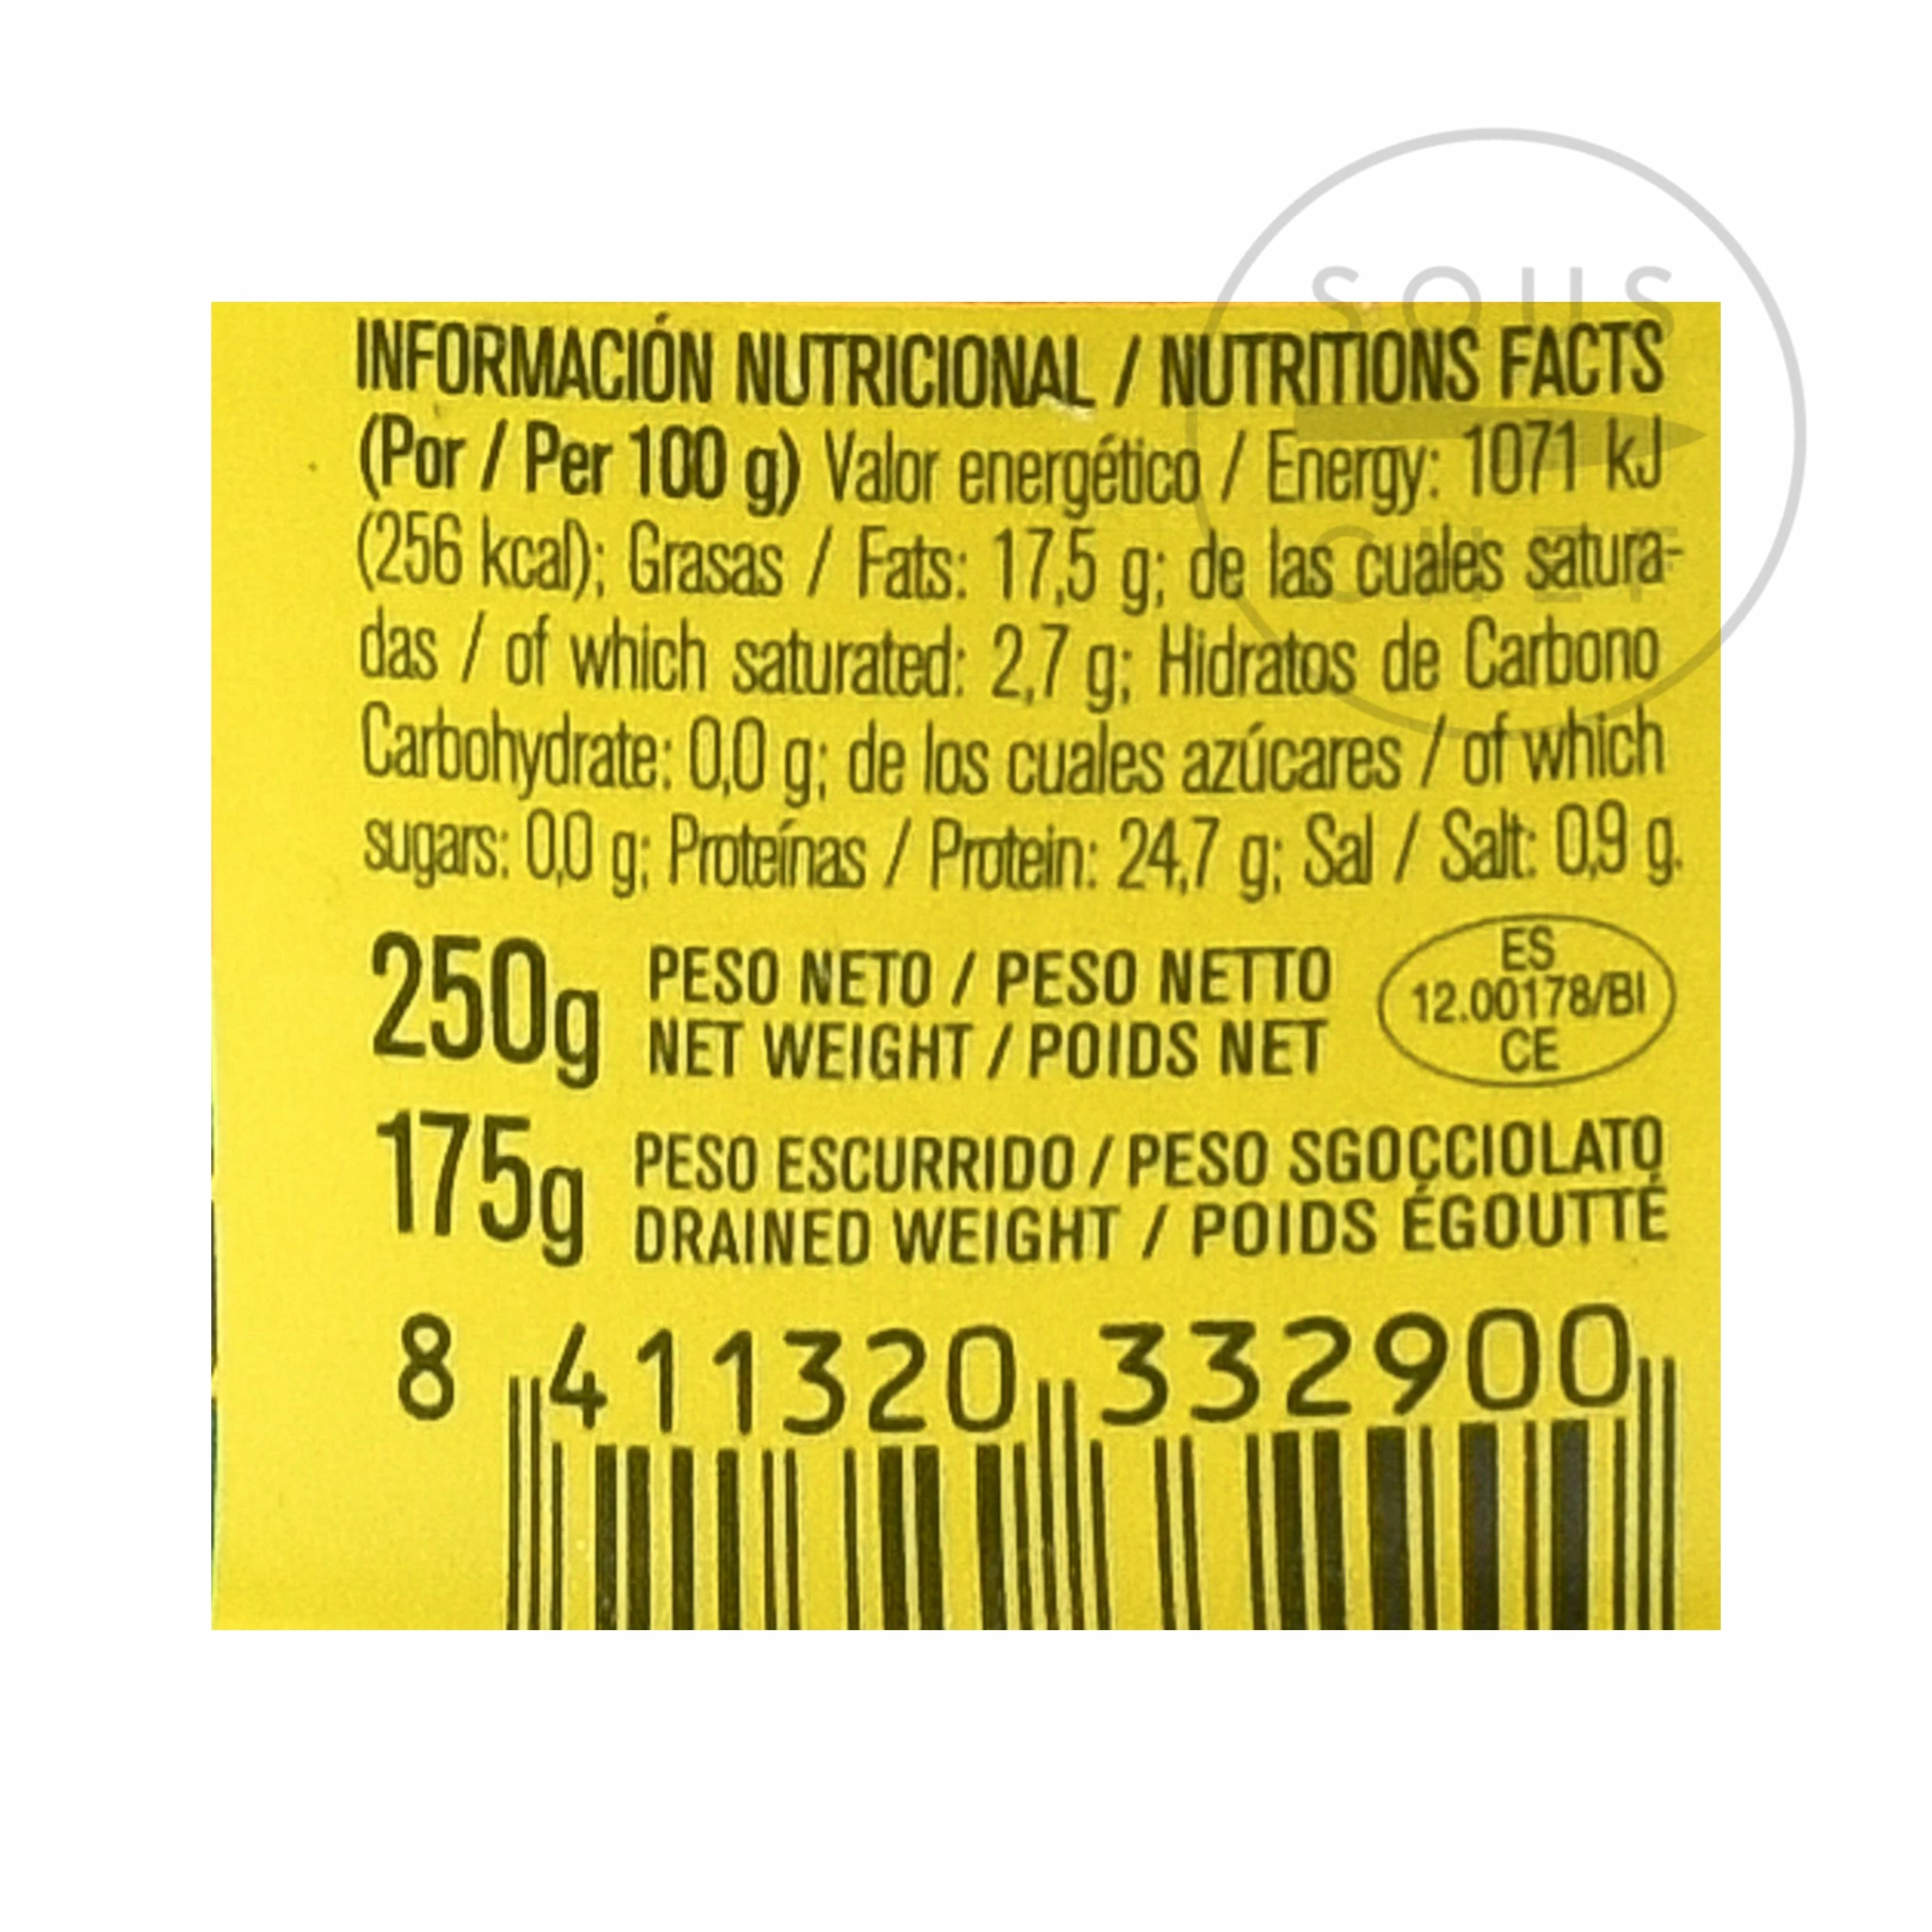 SOUS
CHEF
INFORMACIÓN NUTRICIONAL / NUTRITIONS FACTS
(Por / Per 100 g) Valor energético / Energy: 1071 kJ
(256 kcal); Grasas / Fats: 17,5 g; de las cuales satura-
das / of which saturated: 2,7 g; Hidratos de Carbono
Carbohydrate: 0,0 g; de los cuales azúcares / of which
sugars: 0,0 g; Proteínas / Protein: 24,7 g; Sal / Salt: 0,9 g.
250g PESO NETO / PESO NETTO
NET WEIGHT / POIDS NET
ES
12.00178/BI
CE
175g PESO ESCURRIDO / PESO SGOCCIOLATO
DRAINED WEIGHT / POIDS ÉGOUTTÉ
8 411320 332900